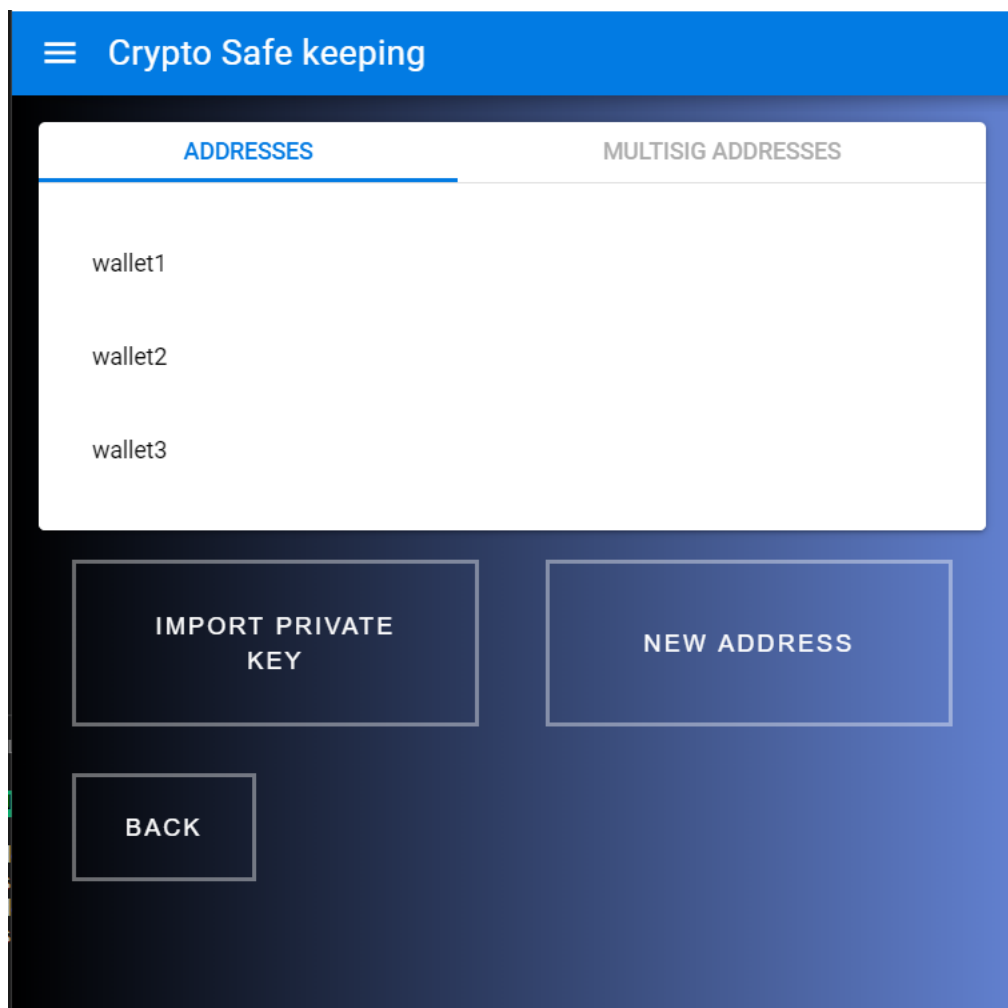 Crypto Safe keeping
ADDRESSES
MULTISIG ADDRESSES
wallet1
wallet2
wallet3
IMPORT PRIVATE
KEY
NEW ADDRESS
BACK